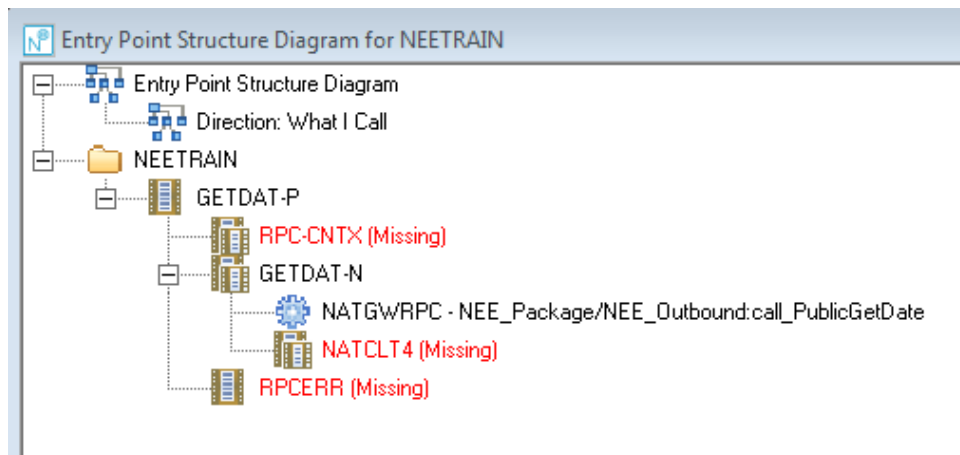 Entry Point Structure Diagram for NEETRAIN
Entry Point Structure Diagram
Direction: What I Call
NEETRAIN
GETDAT-P
RPC-CNTX (Missing)
GETDAT-N
NATGWRPC - NEE_Package/NEE_Outbound:call_PublicGetDate
NATCLT4 (Missing)
RPCERR (Missing)